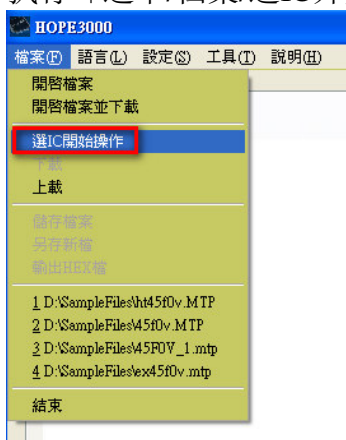 HOPE3000
檔案(F) 語言(L) 設定(S) 工具(T) 說明(H)
開啓檔案
開啓檔案並下載
選IC開始操作
下載
上載
儲存檔案
另存新檔
輸出HEX檔
1 D:\SampleFiles\ht45f0v.MTP
2 D:\SampleFiles\45f0v.MTP
3 D:\SampleFiles\45F0V_1.mtp
4 D:\SampleFiles\ex45f0v.mtp
結束